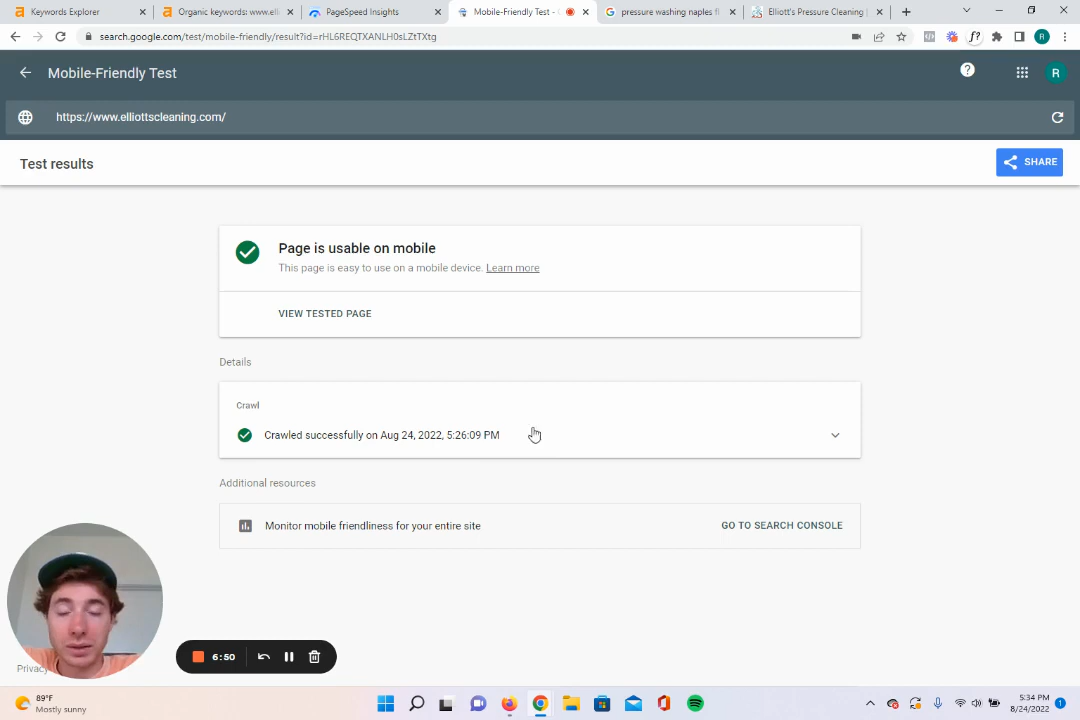 Keywords Explorer
Organic keywords: www.ell
PageSpeed Insights
Mobile-Friendly Test -
pressure washing naples fl
Elliott's Pressure Cleaning |
search.google.com/test/mobile-friendly/result?id=rHL6REQTXANLH0sLZtTXtg
f?
R
Mobile-Friendly Test
?
R
https://www.elliottscleaning.com/
Test results
SHARE
Page is usable on mobile
This page is easy to use on a mobile device. Learn more
VIEW TESTED PAGE
Details
Crawl
Crawled successfully on Aug 24, 2022, 5:26:09 PM
Additional resources
Monitor mobile friendliness for your entire site
GO TO SEARCH CONSOLE
6:50
Privacy
89°F
Mostly sunny
5:34 PM
8/24/2022
1